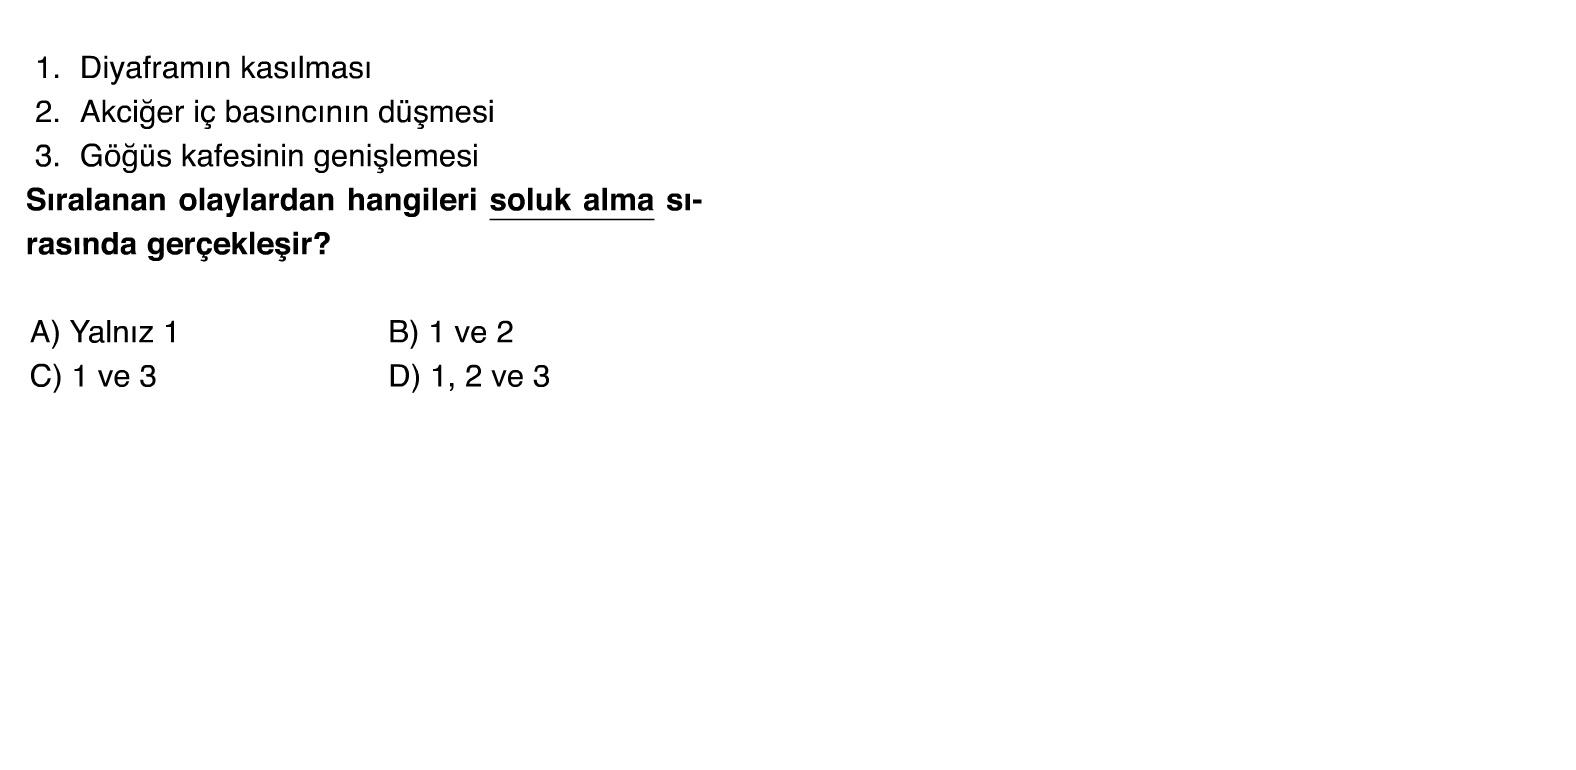 1. Diyaframın kasılması
2. Akciğer iç basıncının düşmesi
3. Göğüs kafesinin genişlemesi
Sıralanan olaylardan hangileri soluk alma sı-
rasında gerçekleşir?
A) Yalnız 1 B) 1 ve 2
C) 1 ve 3 D) 1, 2 ve 3